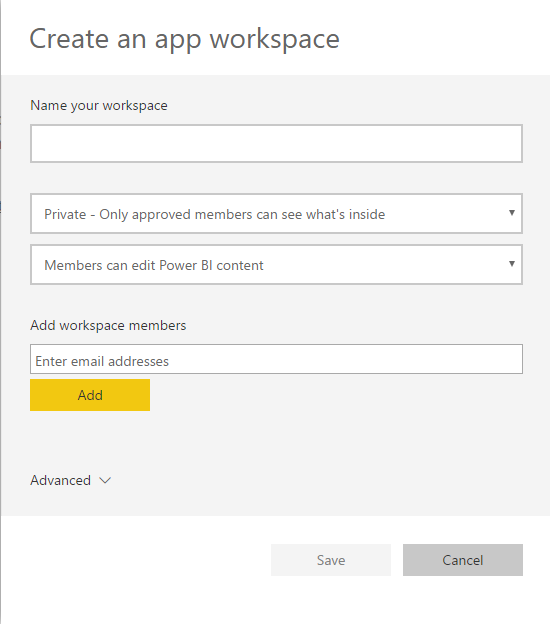 Create an app workspace
Name your workspace
Private - Only approved members can see what's inside
Members can edit Power BI content
Add workspace members
Enter email addresses
Add
Advanced
Save
Cancel